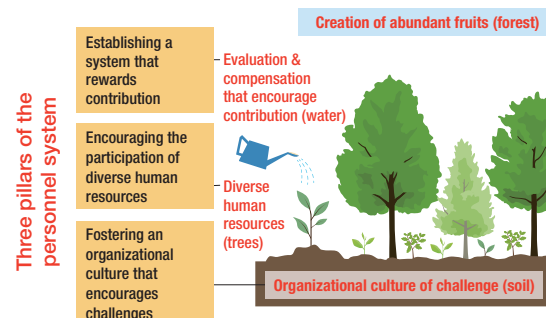 Creation of abundant fruits (forest)
Three pillars of the
personnel system
Establishing a
system that
rewards
contribution
Evaluation &
compensation
that encourage
contribution (water)
Encouraging the
participation of
diverse human
resources
Diverse
human
resources
(trees)
Fostering an
organizational
culture that
encourages
challenges
Organizational culture of challenge (soil)